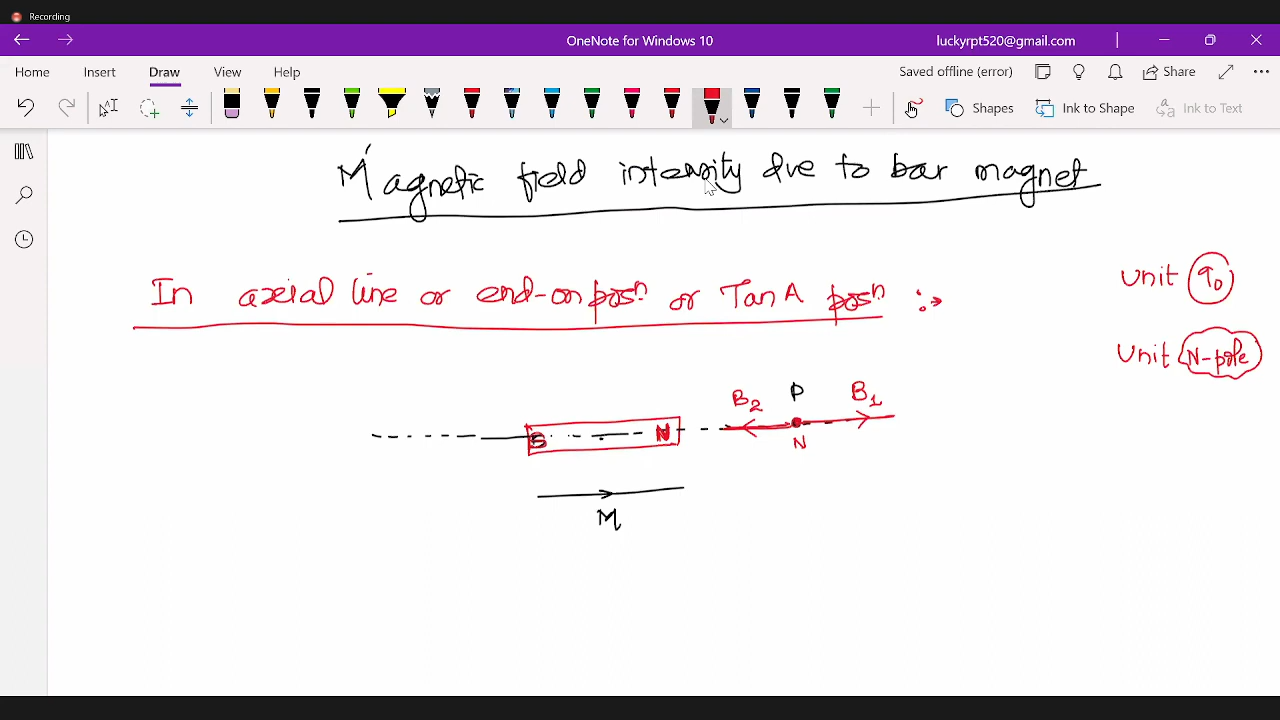 Recording
OneNote for Windows 10
luckyrpt520@gmail.com
Home Insert Draw View Help
Saved offline (error)
Share
Shapes
Ink to Shape
Ink to Text
Magnetic field intensity due to bar magnet
In axial line or end-on posⁿ or Tan A posⁿ :→
unit q₀
unit N-pole
B₂ P B₁
S N
N
M